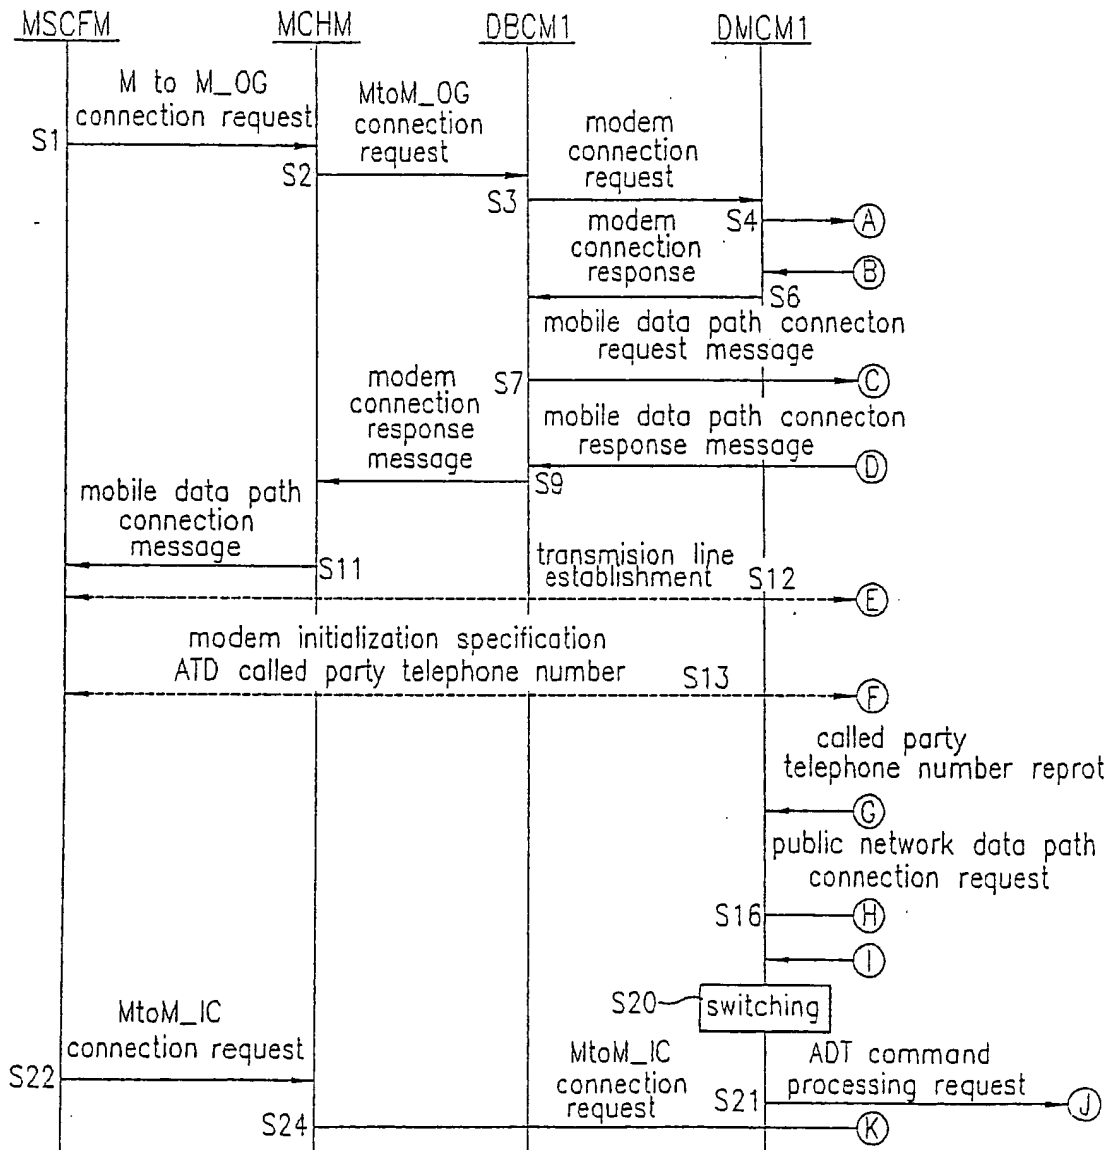 MSCFM MCHM DBCM1 DMCM1
M to M_OG
connection request
S1
MtoM_OG
connection
request
S2
modem
connection
request
S3
S4
A
modem
connection
response
B
S6
mobile data path connecton
request message
S7
C
modem
connection
response
message
mobile data path connecton
response message
D
S9
mobile data path
connection
message
S11
transmision line
establishment
S12
E
modem initialization specification
ATD called party telephone number
S13
F
called party
telephone number reprot
G
public network data path
connection request
S16
H
I
S20
switching
MtoM_IC
connection request
S22
MtoM_IC
connection
request
S21
ADT command
processing request
J
S24
K